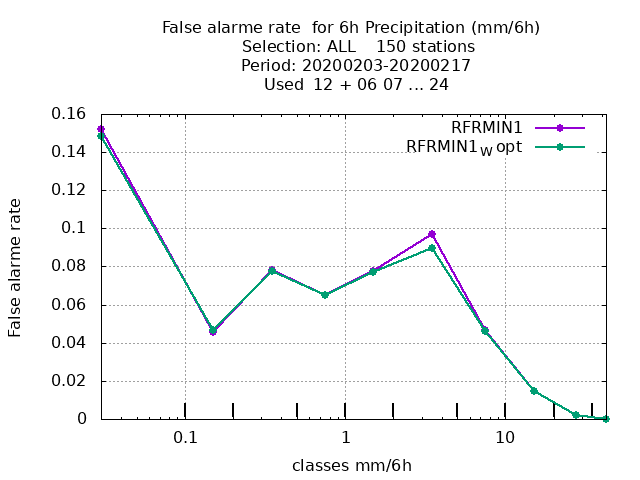 False alarme rate  for 6h Precipitation (mm/6h)
Selection: ALL    150 stations
Period: 20200203-20200217
Used  12 + 06 07 ... 24
RFRMIN1
RFRMIN1W opt
0.16
0.14
0.12
0.1
0.08
0.06
0.04
0.02
0
False alarme rate
0.1
1
10
classes mm/6h